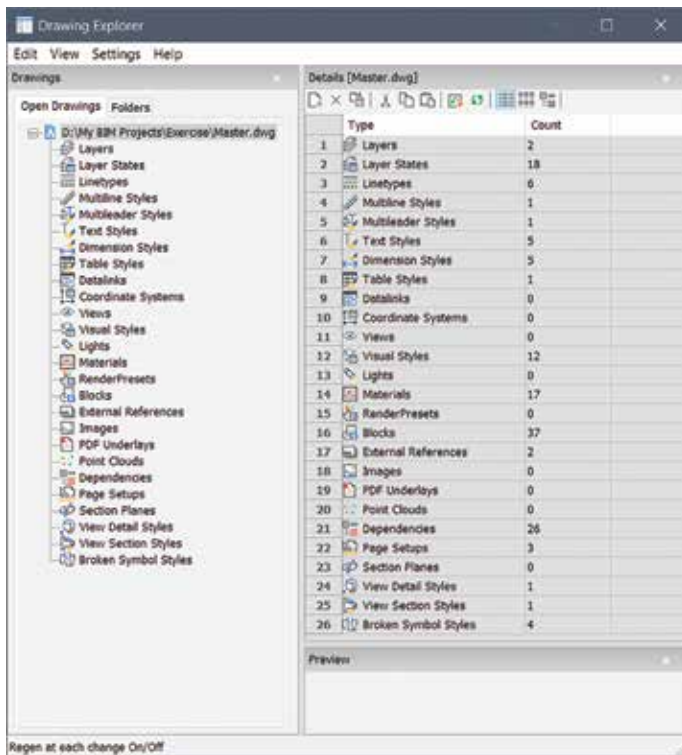 Drawing Explorer
Edit View Settings Help
Drawings
Open Drawings Folders
D:\My BIM Projects\Exercise\Master.dwg
Layers
Layer States
Linetypes
Multiline Styles
Multileader Styles
Text Styles
Dimension Styles
Table Styles
Datalinks
Coordinate Systems
Views
Visual Styles
Lights
Materials
RenderPresets
Blocks
External References
Images
PDF Underlays
Point Clouds
Dependencies
Page Setups
Section Planes
View Detail Styles
View Section Styles
Broken Symbol Styles
Details [Master.dwg]
Type Count
1 Layers 2
2 Layer States 18
3 Linetypes 6
4 Multiline Styles 1
5 Multileader Styles 1
6 Text Styles 5
7 Dimension Styles 5
8 Table Styles 1
9 Datalinks 0
10 Coordinate Systems 0
11 Views 0
12 Visual Styles 12
13 Lights 0
14 Materials 17
15 RenderPresets 0
16 Blocks 37
17 External References 2
18 Images 0
19 PDF Underlays 0
20 Point Clouds 0
21 Dependencies 26
22 Page Setups 3
23 Section Planes 0
24 View Detail Styles 1
25 View Section Styles 1
26 Broken Symbol Styles 4
Preview
Regen at each change On/Off